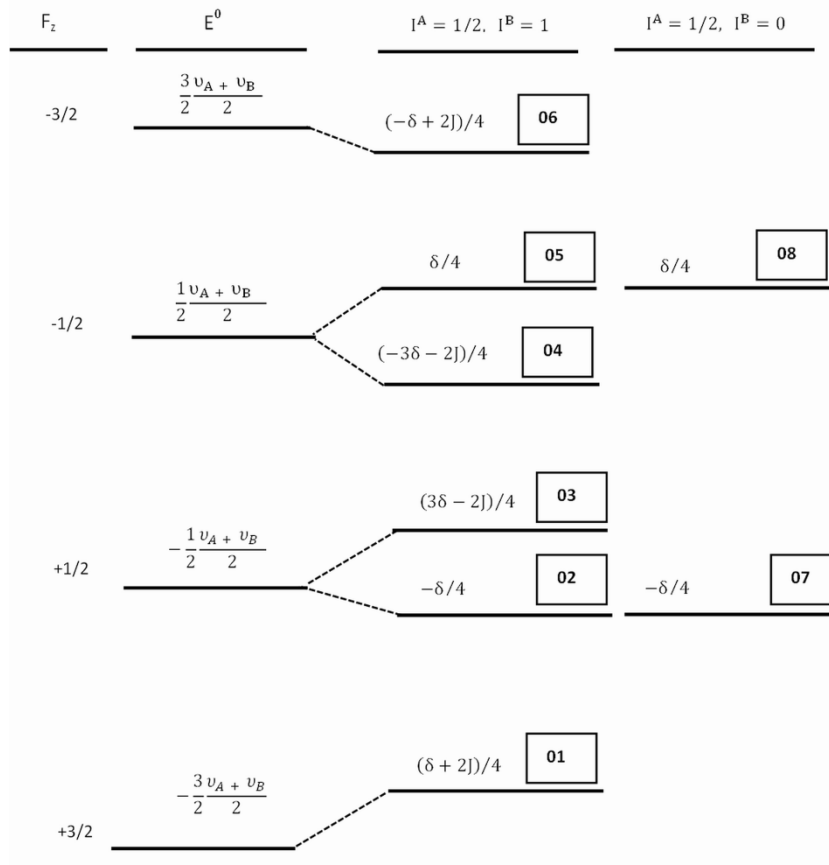 F_z E^0 I^A = 1/2, I^B = 1 I^A = 1/2, I^B = 0
-3/2 3/2 (υ_A + υ_B)/2 (−δ + 2J)/4 06
-1/2 1/2 (υ_A + υ_B)/2 δ/4 05 δ/4 08
(−3δ − 2J)/4 04
+1/2 −1/2 (υ_A + υ_B)/2 (3δ − 2J)/4 03
−δ/4 02 −δ/4 07
+3/2 −3/2 (υ_A + υ_B)/2 (δ + 2J)/4 01